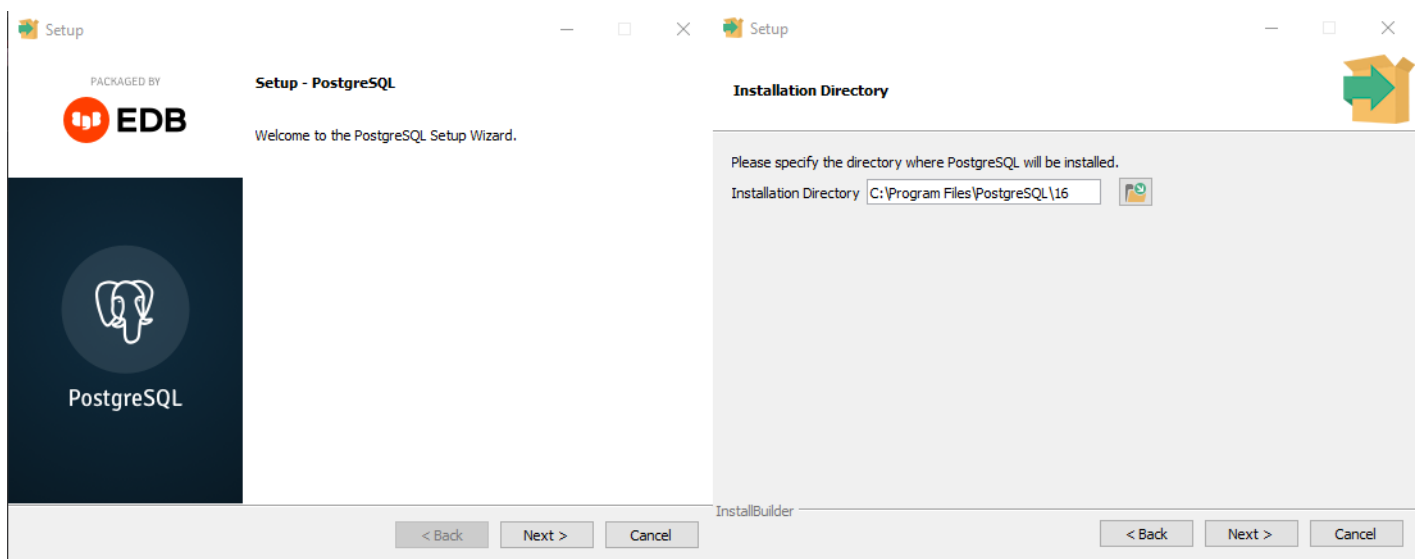 Setup
PACKAGED BY
EDB
Setup - PostgreSQL
Welcome to the PostgreSQL Setup Wizard.
PostgreSQL
< Back
Next >
Cancel
Setup
Installation Directory
Please specify the directory where PostgreSQL will be installed.
Installation Directory C:\Program Files\PostgreSQL\16
InstallBuilder
< Back
Next >
Cancel